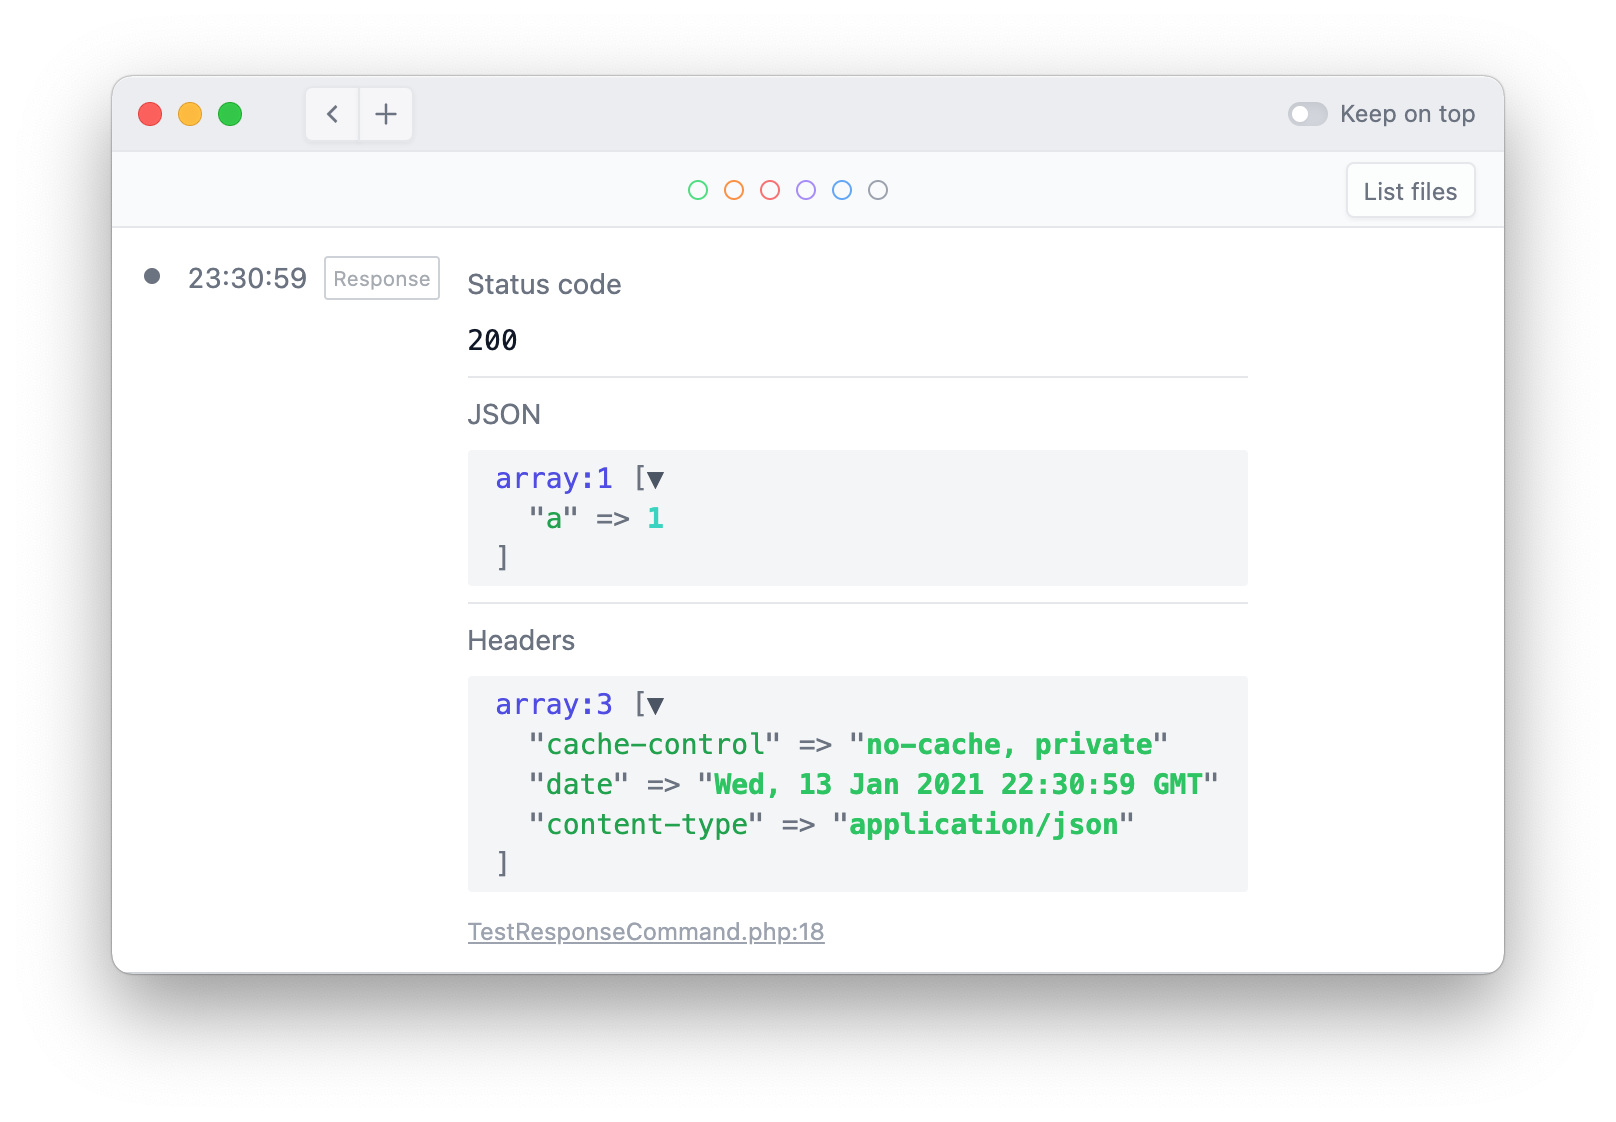 Keep on top
List files
23:30:59 Response Status code
200
JSON
array:1 [▼
"a" => 1
]
Headers
array:3 [▼
"cache-control" => "no-cache, private"
"date" => "Wed, 13 Jan 2021 22:30:59 GMT"
"content-type" => "application/json"
]
TestResponseCommand.php:18